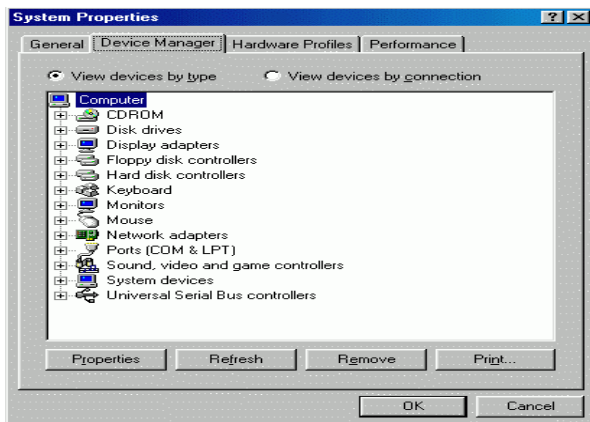 System Properties
General Device Manager Hardware Profiles Performance
View devices by type View devices by connection
Computer
CDROM
Disk drives
Display adapters
Floppy disk controllers
Hard disk controllers
Keyboard
Monitors
Mouse
Network adapters
Ports (COM & LPT)
Sound, video and game controllers
System devices
Universal Serial Bus controllers
Properties Refresh Remove Print...
OK Cancel